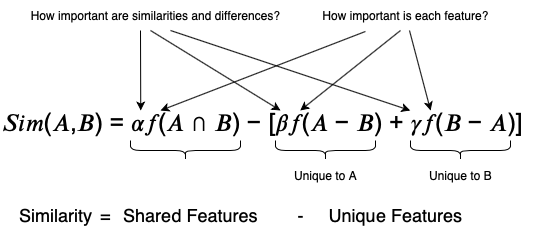 How important are similarities and differences? How important is each feature?
Sim(A,B) = αf(A ∩ B) − [βf(A − B) + γf(B − A)]
Unique to A Unique to B
Similarity = Shared Features - Unique Features